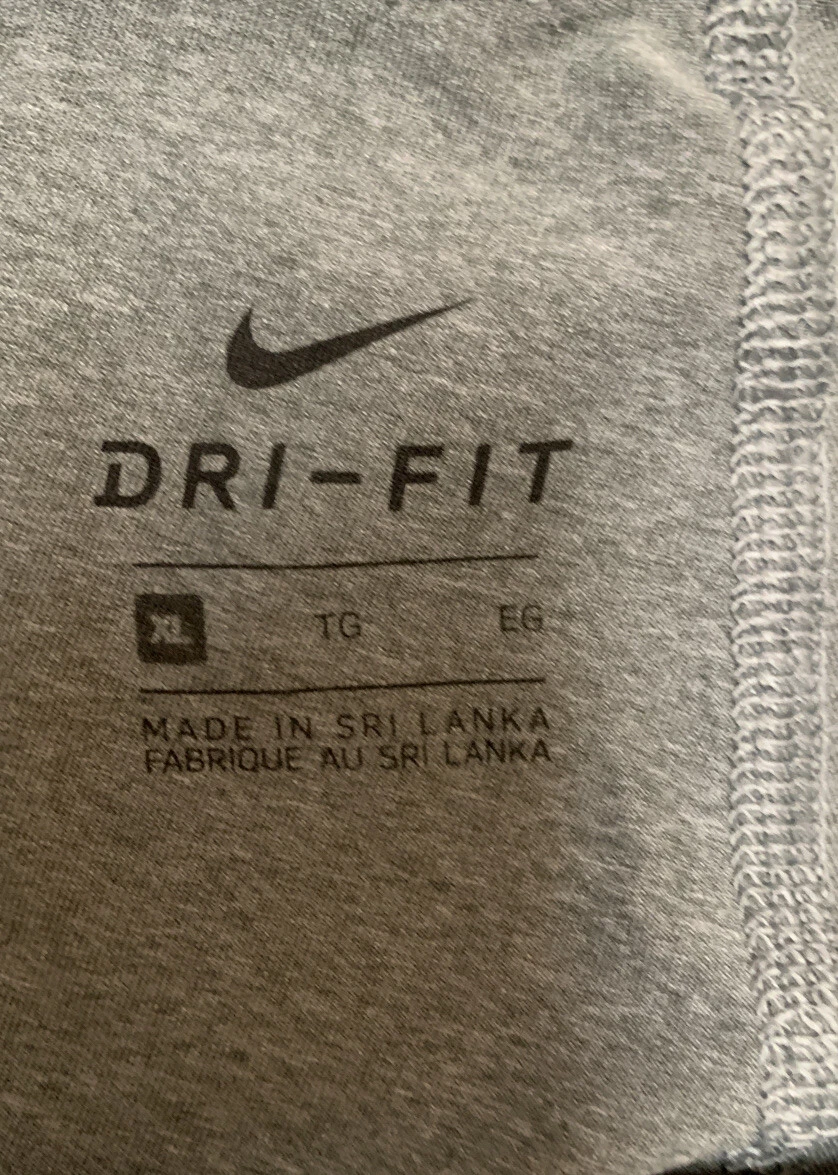 DRI-FIT
XL TG EG
MADE IN SRI LANKA
FABRIQUE AU SRI LANKA